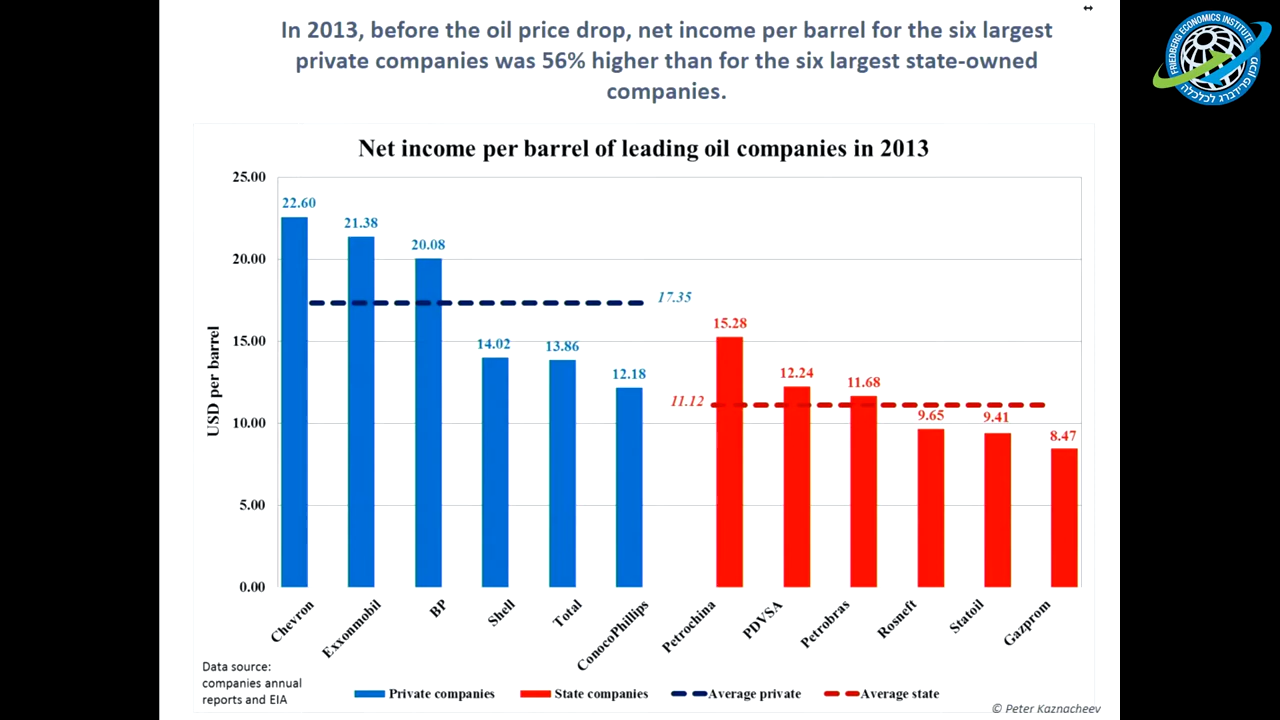 In 2013, before the oil price drop, net income per barrel for the six largest
private companies was 56% higher than for the six largest state-owned
companies.
FRIEDBERG ECONOMICS INSTITUTE
מכון פרידברג לכלכלה
Net income per barrel of leading oil companies in 2013
USD per barrel
25.00
20.00
15.00
10.00
5.00
0.00
22.60
21.38
20.08
14.02
13.86
12.18
17.35
11.12
15.28
12.24
11.68
9.65
9.41
8.47
Chevron
Exxonmobil
BP
Shell
Total
ConocoPhillips
Petrochina
PDVSA
Petrobras
Rosneft
Statoil
Gazprom
Data source:
companies annual
reports and EIA
Private companies
State companies
Average private
Average state
© Peter Kaznacheev